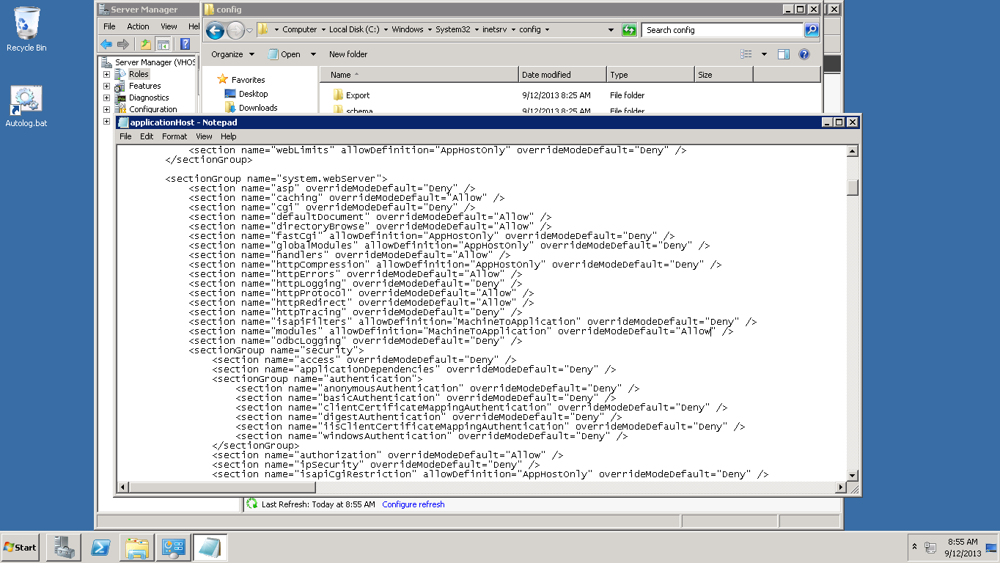 Recycle Bin
Autolog.bat
Server Manager
File Action View Hel
Server Manager (VHOS
Roles
Features
Diagnostics
Configuration
config
Computer Local Disk (C:) Windows System32 inetsrv config
Search config
Organize Open New folder
Favorites
Desktop
Downloads
Name Date modified Type Size
Export 9/12/2013 8:25 AM File folder
schema 9/12/2013 8:25 AM File folder
applicationHost - Notepad
File Edit Format View Help
<section name="webLimits" allowDefinition="AppHostOnly" overrideModeDefault="Deny" />
</sectionGroup>
<sectionGroup name="system.webServer">
<section name="asp" overrideModeDefault="Deny" />
<section name="caching" overrideModeDefault="Allow" />
<section name="cgi" overrideModeDefault="Deny" />
<section name="defaultDocument" overrideModeDefault="Allow" />
<section name="directoryBrowse" overrideModeDefault="Allow" />
<section name="fastCgi" allowDefinition="AppHostOnly" overrideModeDefault="Deny" />
<section name="globalModules" allowDefinition="AppHostOnly" overrideModeDefault="Deny" />
<section name="handlers" overrideModeDefault="Allow" />
<section name="httpCompression" allowDefinition="AppHostOnly" overrideModeDefault="Deny" />
<section name="httpErrors" overrideModeDefault="Allow" />
<section name="httpLogging" overrideModeDefault="Deny" />
<section name="httpProtocol" overrideModeDefault="Allow" />
<section name="httpRedirect" overrideModeDefault="Allow" />
<section name="httpTracing" overrideModeDefault="Deny" />
<section name="isapiFilters" allowDefinition="MachineToApplication" overrideModeDefault="Deny" />
<section name="modules" allowDefinition="MachineToApplication" overrideModeDefault="Allow" />
<section name="odbcLogging" overrideModeDefault="Deny" />
<sectionGroup name="security">
<section name="access" overrideModeDefault="Deny" />
<section name="applicationDependencies" overrideModeDefault="Deny" />
<sectionGroup name="authentication">
<section name="anonymousAuthentication" overrideModeDefault="Deny" />
<section name="basicAuthentication" overrideModeDefault="Deny" />
<section name="clientCertificateMappingAuthentication" overrideModeDefault="Deny" />
<section name="digestAuthentication" overrideModeDefault="Deny" />
<section name="iisClientCertificateMappingAuthentication" overrideModeDefault="Deny" />
<section name="windowsAuthentication" overrideModeDefault="Deny" />
</sectionGroup>
<section name="authorization" overrideModeDefault="Allow" />
<section name="ipSecurity" overrideModeDefault="Deny" />
<section name="isapiCgiRestriction" allowDefinition="AppHostOnly" overrideModeDefault="Deny" />
Last Refresh: Today at 8:55 AM Configure refresh
Start
8:55 AM
9/12/2013